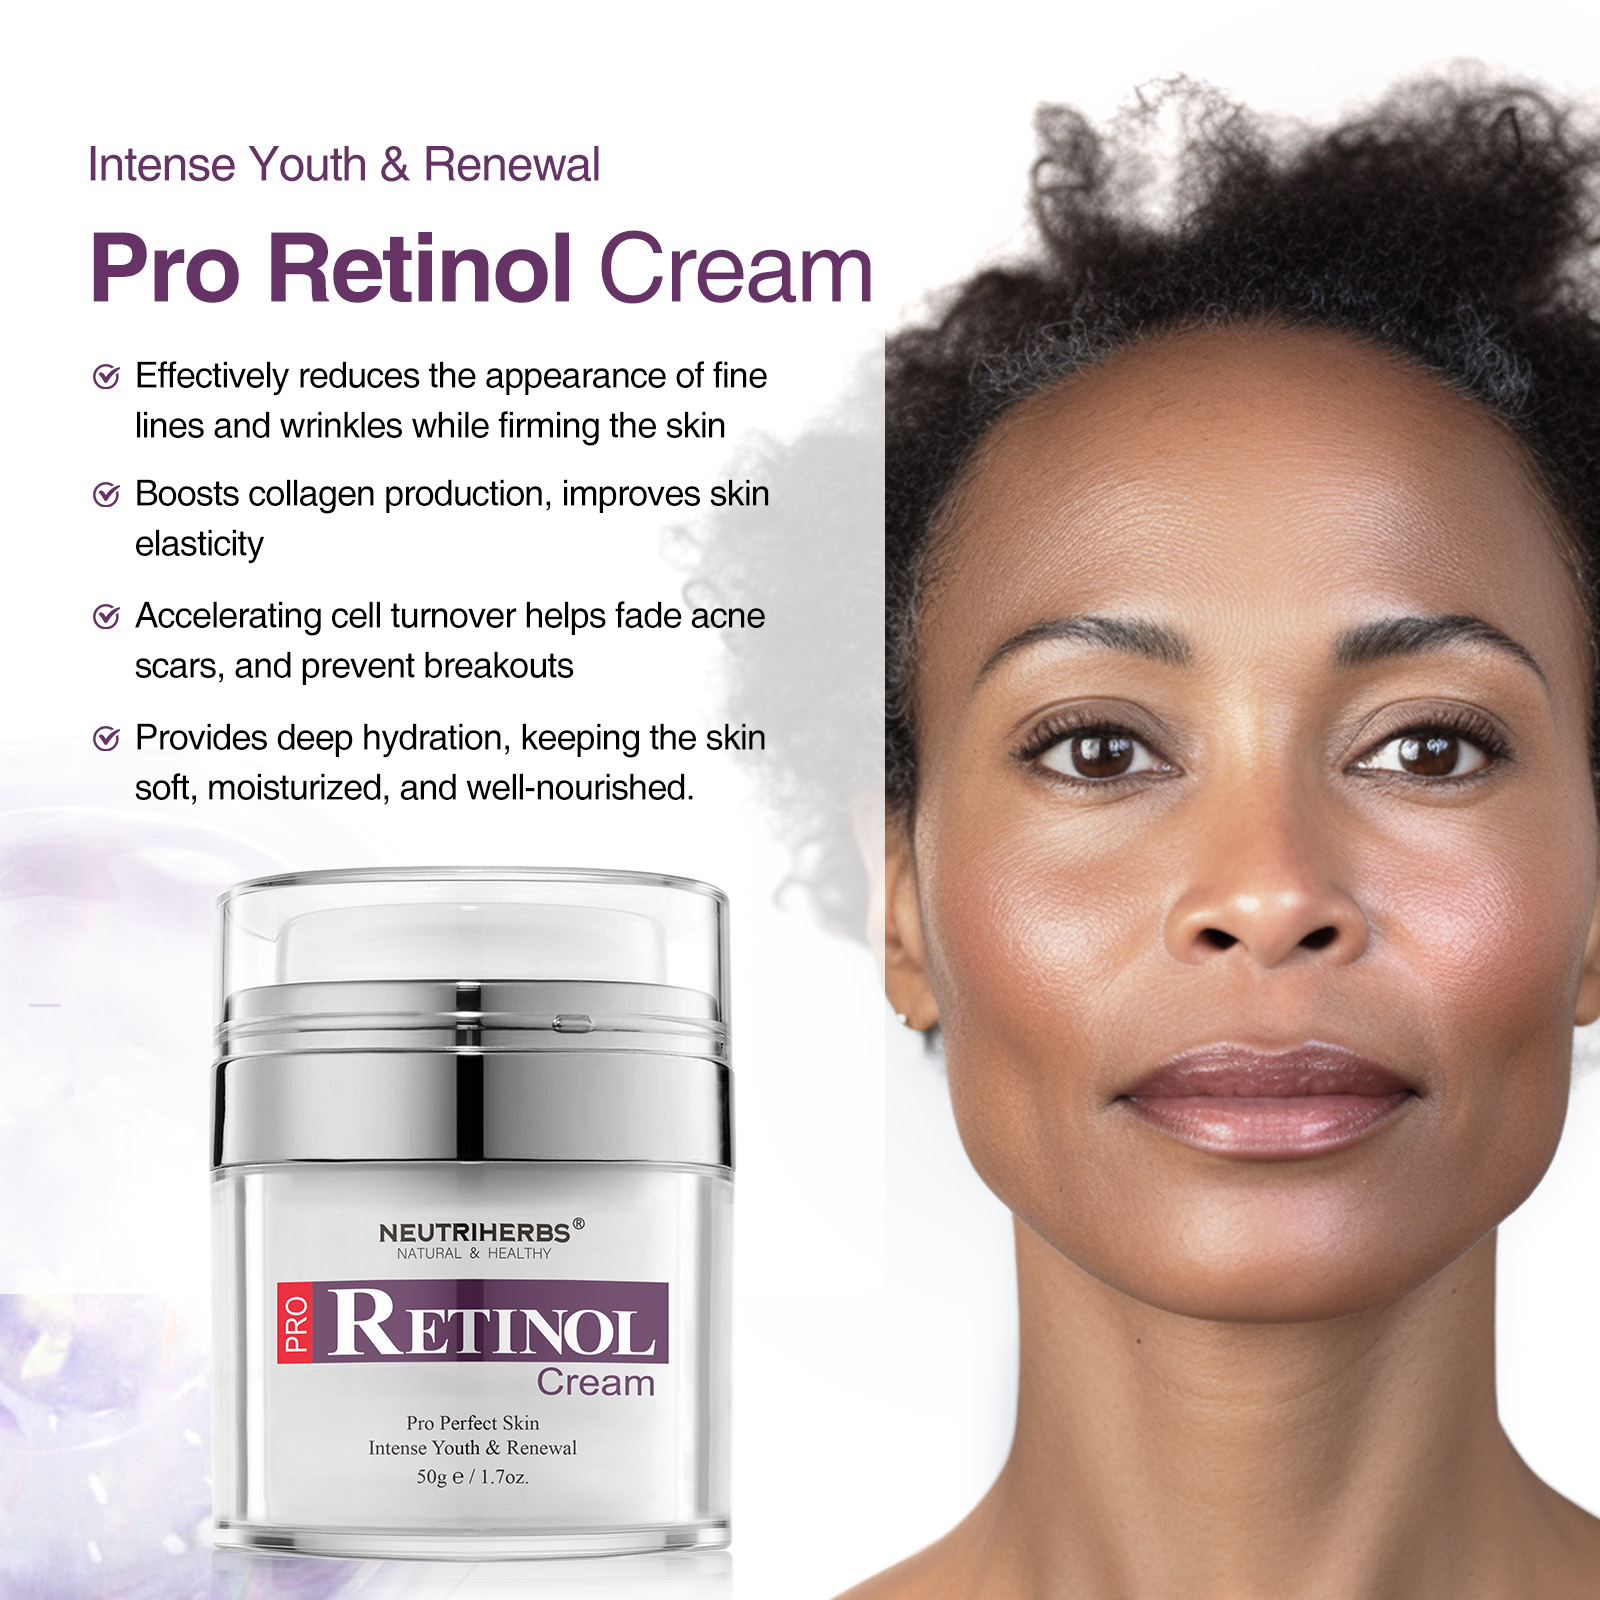 Intense Youth & Renewal
Pro Retinol Cream
Effectively reduces the appearance of fine
lines and wrinkles while firming the skin
Boosts collagen production, improves skin
elasticity
Accelerating cell turnover helps fade acne
scars, and prevent breakouts
Provides deep hydration, keeping the skin
soft, moisturized, and well-nourished.
NEUTRIHERBS®
NATURAL & HEALTHY
PRO RETINOL
Cream
Pro Perfect Skin
Intense Youth & Renewal
50g ℮ / 1.7oz.